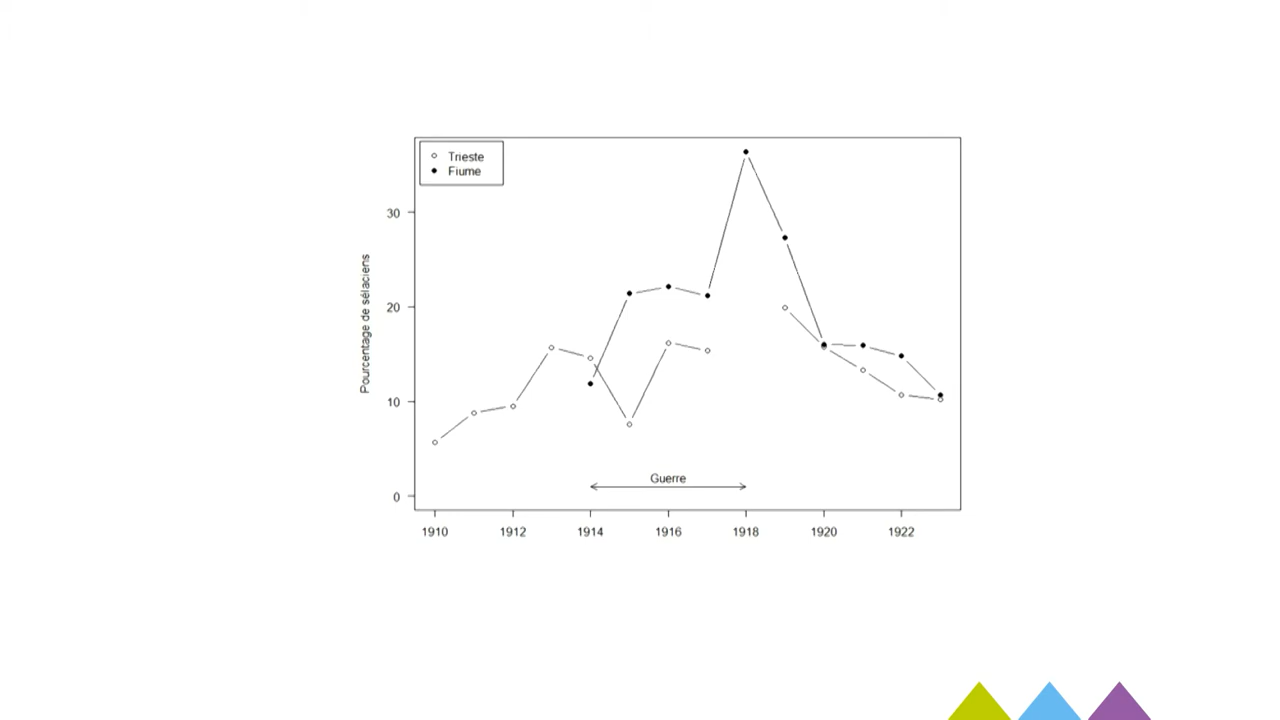 Trieste
Fiume
Pourcentage de sélaciens
30
20
10
0
Guerre
1910 1912 1914 1916 1918 1920 1922